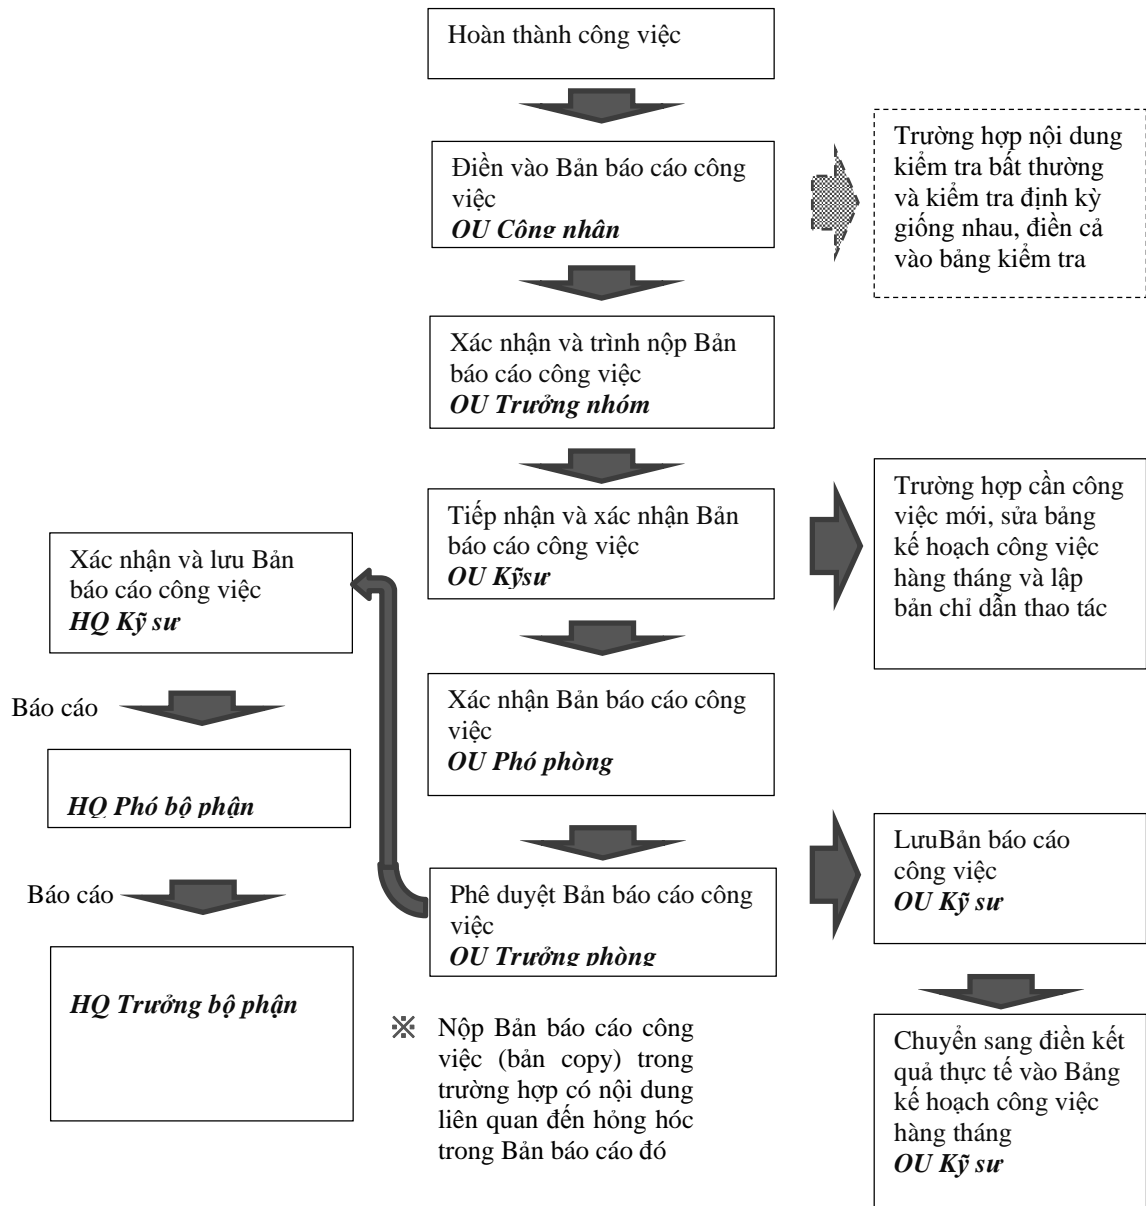 Hoàn thành công việc
Điền vào Bản báo cáo công
việc
OU Công nhân
Trường hợp nội dung
kiểm tra bất thường
và kiểm tra định kỳ
giống nhau, điền cả
vào bảng kiểm tra
Xác nhận và trình nộp Bản
báo cáo công việc
OU Trưởng nhóm
Tiếp nhận và xác nhận Bản
báo cáo công việc
OU Kỹsư
Trường hợp cần công
việc mới, sửa bảng
kế hoạch công việc
hàng tháng và lập
bản chỉ dẫn thao tác
Xác nhận và lưu Bản
báo cáo công việc
HQ Kỹ sư
Báo cáo
HQ Phó bộ phận
Báo cáo
HQ Trưởng bộ phận
Xác nhận Bản báo cáo công
việc
OU Phó phòng
Phê duyệt Bản báo cáo công
việc
OU Trưởng phòng
LưuBản báo cáo
công việc
OU Kỹ sư
※ Nộp Bản báo cáo công
việc (bản copy) trong
trường hợp có nội dung
liên quan đến hỏng hóc
trong Bản báo cáo đó
Chuyển sang điền kết
quả thực tế vào Bảng
kế hoạch công việc
hàng tháng
OU Kỹ sư